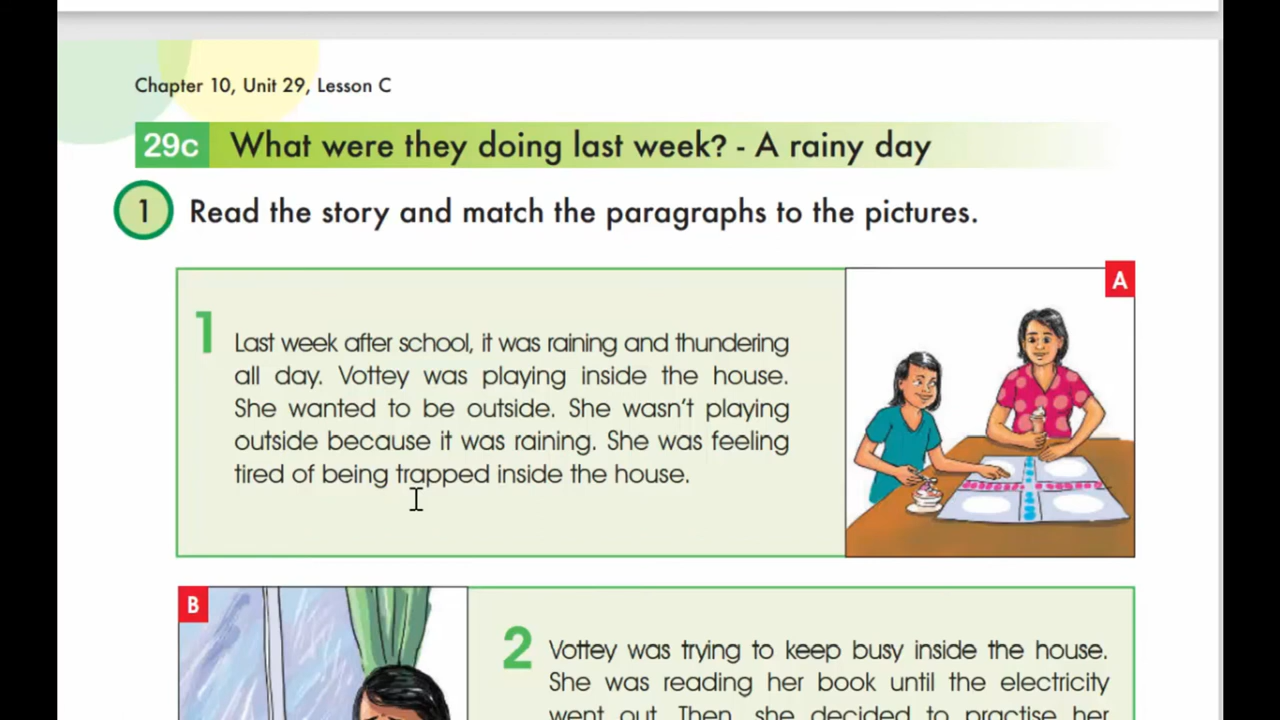 Chapter 10, Unit 29, Lesson C
29c What were they doing last week? - A rainy day
1 Read the story and match the paragraphs to the pictures.
A
1 Last week after school, it was raining and thundering
all day. Vottey was playing inside the house.
She wanted to be outside. She wasn't playing
outside because it was raining. She was feeling
tired of being trapped inside the house.
B
2 Vottey was trying to keep busy inside the house.
She was reading her book until the electricity
went out. Then, she decided to practise her